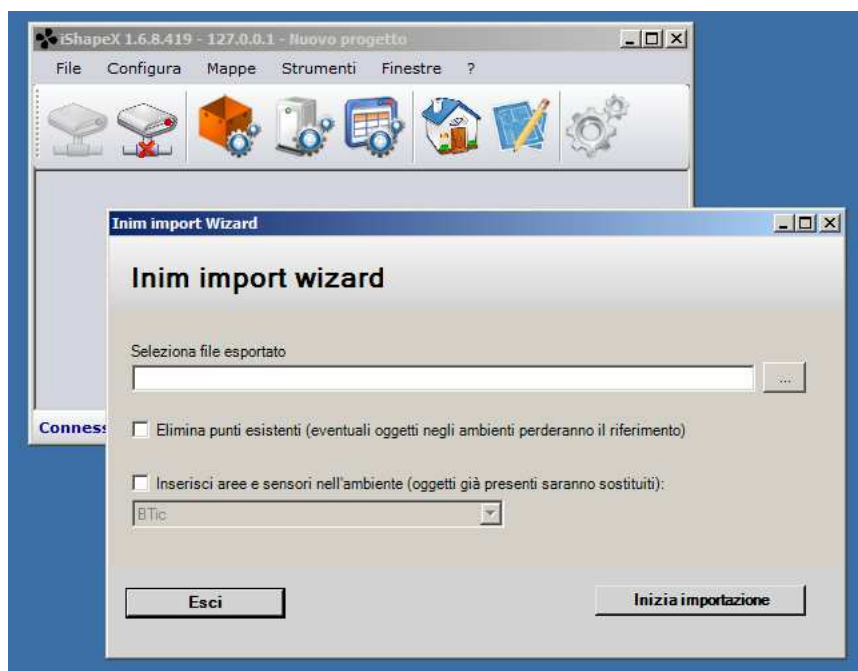 iShapeX 1.6.8.419 - 127.0.0.1 - Nuovo progetto
File Configura Mappe Strumenti Finestre ?
Inim import Wizard
Inim import wizard
Seleziona file esportato
...
Conness
Elimina punti esistenti (eventuali oggetti negli ambienti perderanno il riferimento)
Inserisci aree e sensori nell'ambiente (oggetti già presenti saranno sostituiti):
BTic
Esci Inizia importazione